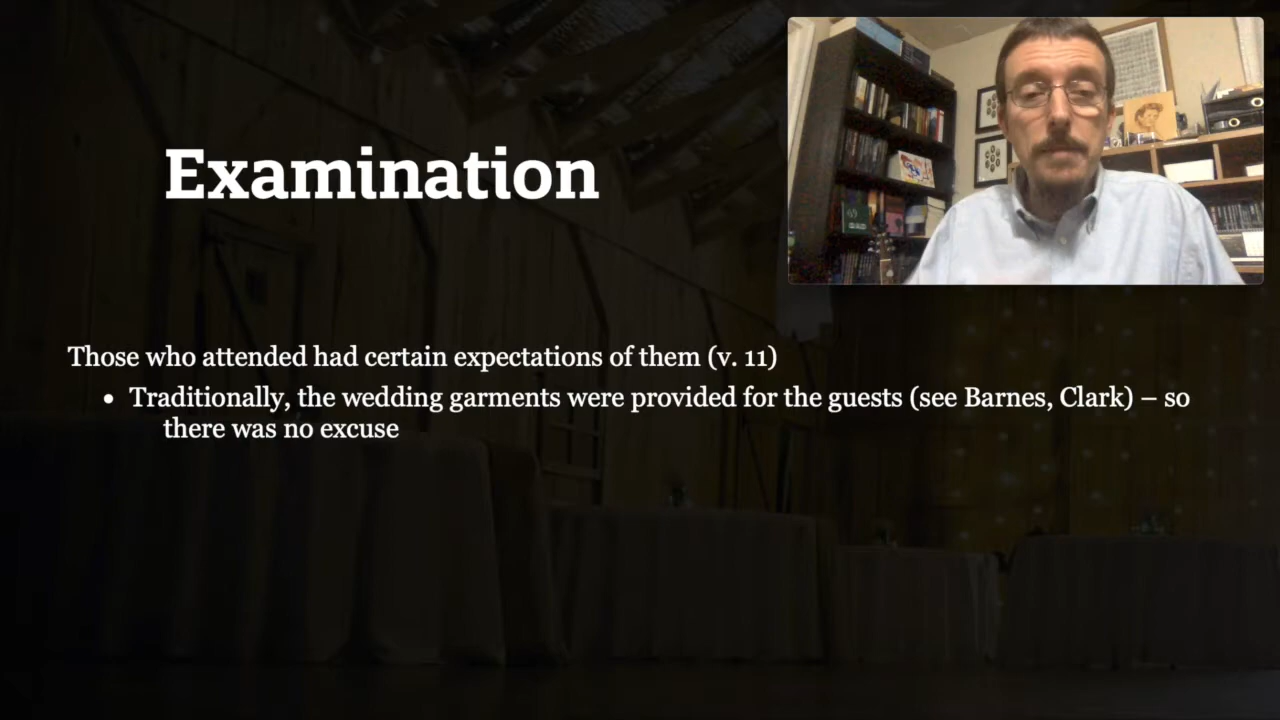 Examination
Those who attended had certain expectations of them (v. 11)
• Traditionally, the wedding garments were provided for the guests (see Barnes, Clark) – so
there was no excuse